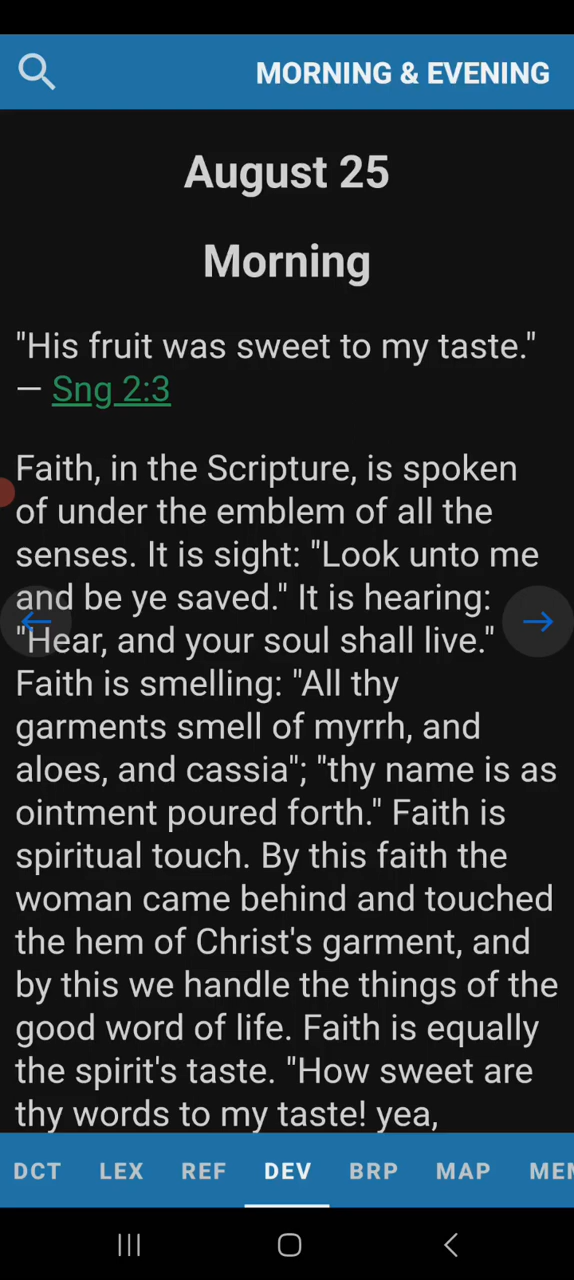 MORNING & EVENING
August 25
Morning
"His fruit was sweet to my taste."
— Sng 2:3
Faith, in the Scripture, is spoken
of under the emblem of all the
senses. It is sight: "Look unto me
and be ye saved." It is hearing:
"Hear, and your soul shall live."
Faith is smelling: "All thy
garments smell of myrrh, and
aloes, and cassia"; "thy name is as
ointment poured forth." Faith is
spiritual touch. By this faith the
woman came behind and touched
the hem of Christ's garment, and
by this we handle the things of the
good word of life. Faith is equally
the spirit's taste. "How sweet are
thy words to my taste! yea,
DCT LEX REF DEV BRP MAP MEM